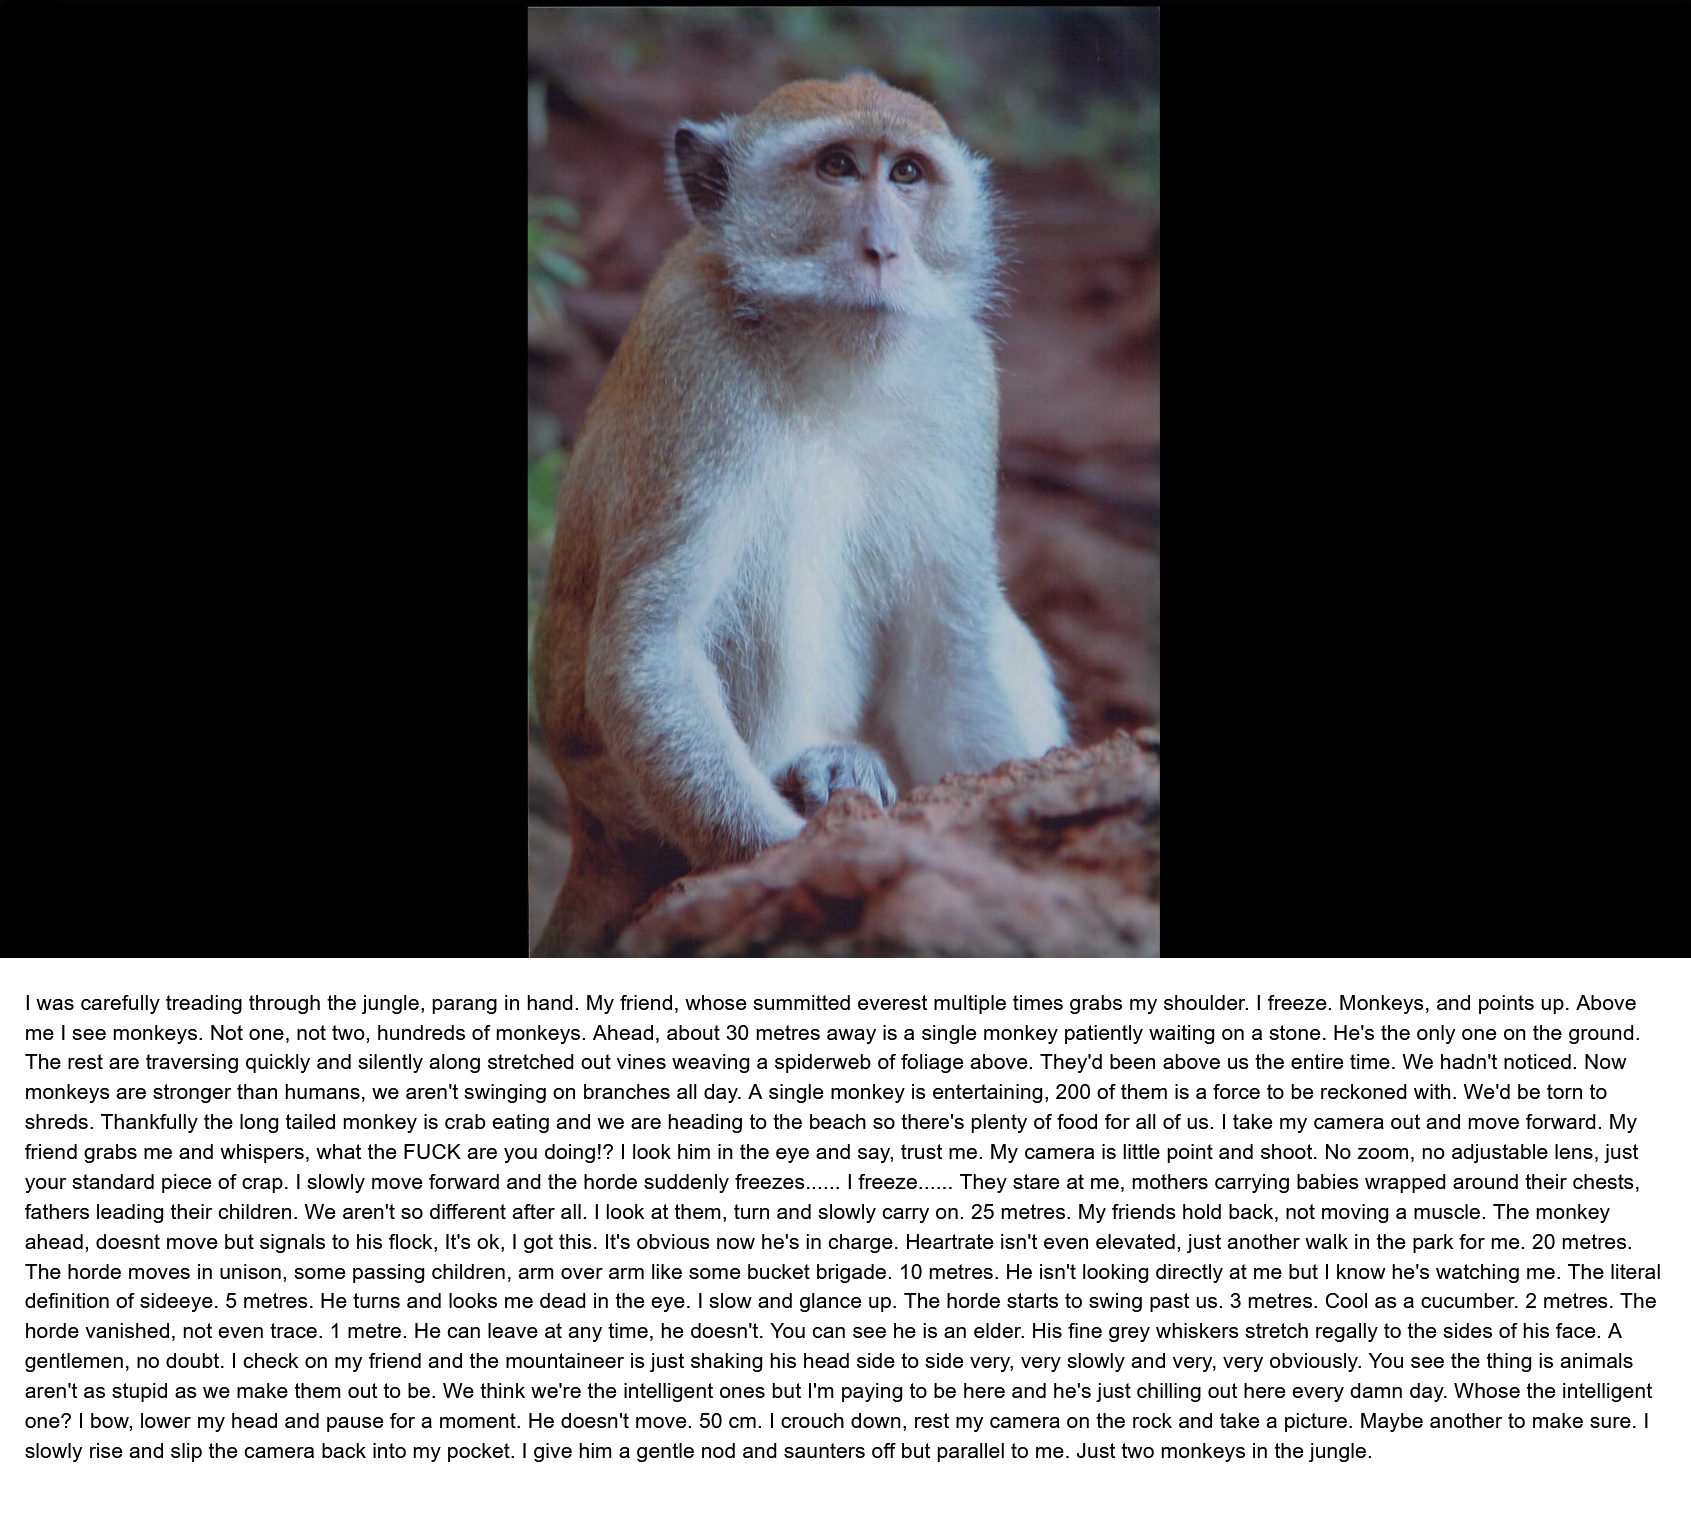 I was carefully treading through the jungle, parang in hand. My friend, whose summitted everest multiple times grabs my shoulder. I freeze. Monkeys, and points up. Above
me I see monkeys. Not one, not two, hundreds of monkeys. Ahead, about 30 metres away is a single monkey patiently waiting on a stone. He's the only one on the ground.
The rest are traversing quickly and silently along stretched out vines weaving a spiderweb of foliage above. They'd been above us the entire time. We hadn't noticed. Now
monkeys are stronger than humans, we aren't swinging on branches all day. A single monkey is entertaining, 200 of them is a force to be reckoned with. We'd be torn to
shreds. Thankfully the long tailed monkey is crab eating and we are heading to the beach so there's plenty of food for all of us. I take my camera out and move forward. My
friend grabs me and whispers, what the FUCK are you doing!? I look him in the eye and say, trust me. My camera is little point and shoot. No zoom, no adjustable lens, just
your standard piece of crap. I slowly move forward and the horde suddenly freezes...... I freeze...... They stare at me, mothers carrying babies wrapped around their chests,
fathers leading their children. We aren't so different after all. I look at them, turn and slowly carry on. 25 metres. My friends hold back, not moving a muscle. The monkey
ahead, doesnt move but signals to his flock, It's ok, I got this. It's obvious now he's in charge. Heartrate isn't even elevated, just another walk in the park for me. 20 metres.
The horde moves in unison, some passing children, arm over arm like some bucket brigade. 10 metres. He isn't looking directly at me but I know he's watching me. The literal
definition of sideeye. 5 metres. He turns and looks me dead in the eye. I slow and glance up. The horde starts to swing past us. 3 metres. Cool as a cucumber. 2 metres. The
horde vanished, not even trace. 1 metre. He can leave at any time, he doesn't. You can see he is an elder. His fine grey whiskers stretch regally to the sides of his face. A
gentlemen, no doubt. I check on my friend and the mountaineer is just shaking his head side to side very, very slowly and very, very obviously. You see the thing is animals
aren't as stupid as we make them out to be. We think we're the intelligent ones but I'm paying to be here and he's just chilling out here every damn day. Whose the intelligent
one? I bow, lower my head and pause for a moment. He doesn't move. 50 cm. I crouch down, rest my camera on the rock and take a picture. Maybe another to make sure. I
slowly rise and slip the camera back into my pocket. I give him a gentle nod and saunters off but parallel to me. Just two monkeys in the jungle.